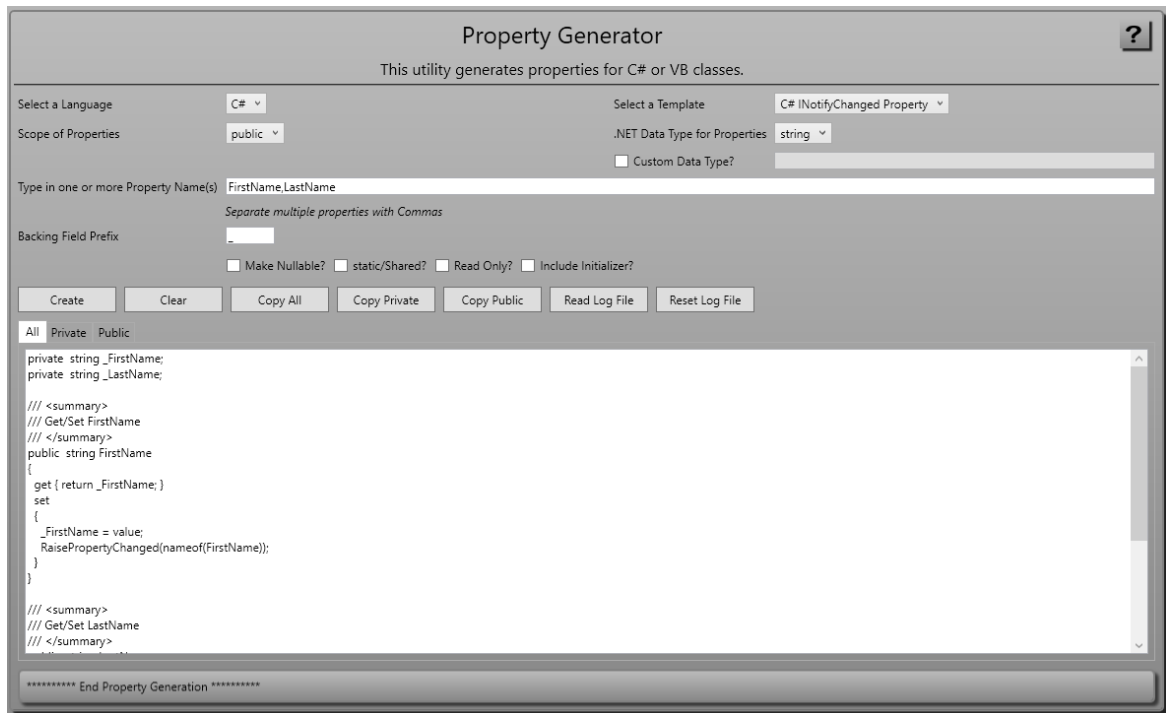 Property Generator
?
This utility generates properties for C# or VB classes.
Select a Language C# Select a Template C# INotifyChanged Property
Scope of Properties public .NET Data Type for Properties string
Custom Data Type?
Type in one or more Property Name(s) FirstName,LastName
Separate multiple properties with Commas
Backing Field Prefix _
Make Nullable? static/Shared? Read Only? Include Initializer?
Create Clear Copy All Copy Private Copy Public Read Log File Reset Log File
All Private Public
private  string _FirstName;
private  string _LastName;
/// <summary>
/// Get/Set FirstName
/// </summary>
public  string FirstName
{
get { return _FirstName; }
set
{
_FirstName = value;
RaisePropertyChanged(nameof(FirstName));
}
}
/// <summary>
/// Get/Set LastName
/// </summary>
********** End Property Generation **********